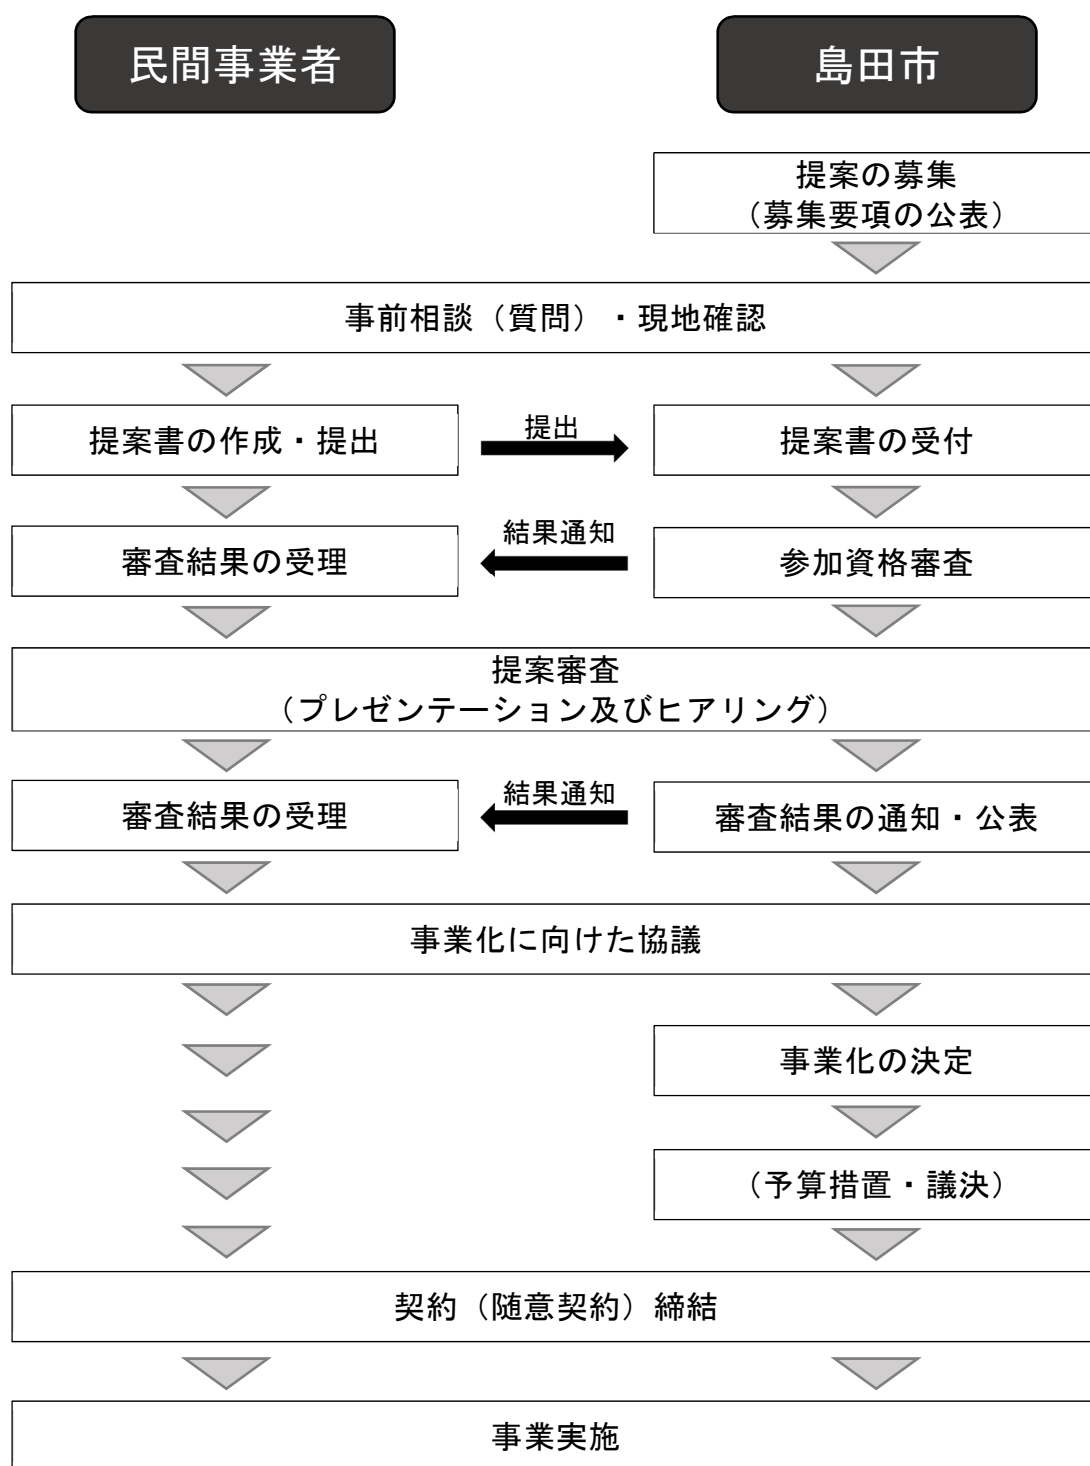 民間事業者
島田市
提案の募集
（募集要項の公表）
事前相談（質問）・現地確認
提案書の作成・提出
提出
提案書の受付
審査結果の受理
結果通知
参加資格審査
提案審査
（プレゼンテーション及びヒアリング）
審査結果の受理
結果通知
審査結果の通知・公表
事業化に向けた協議
事業化の決定
（予算措置・議決）
契約（随意契約）締結
事業実施